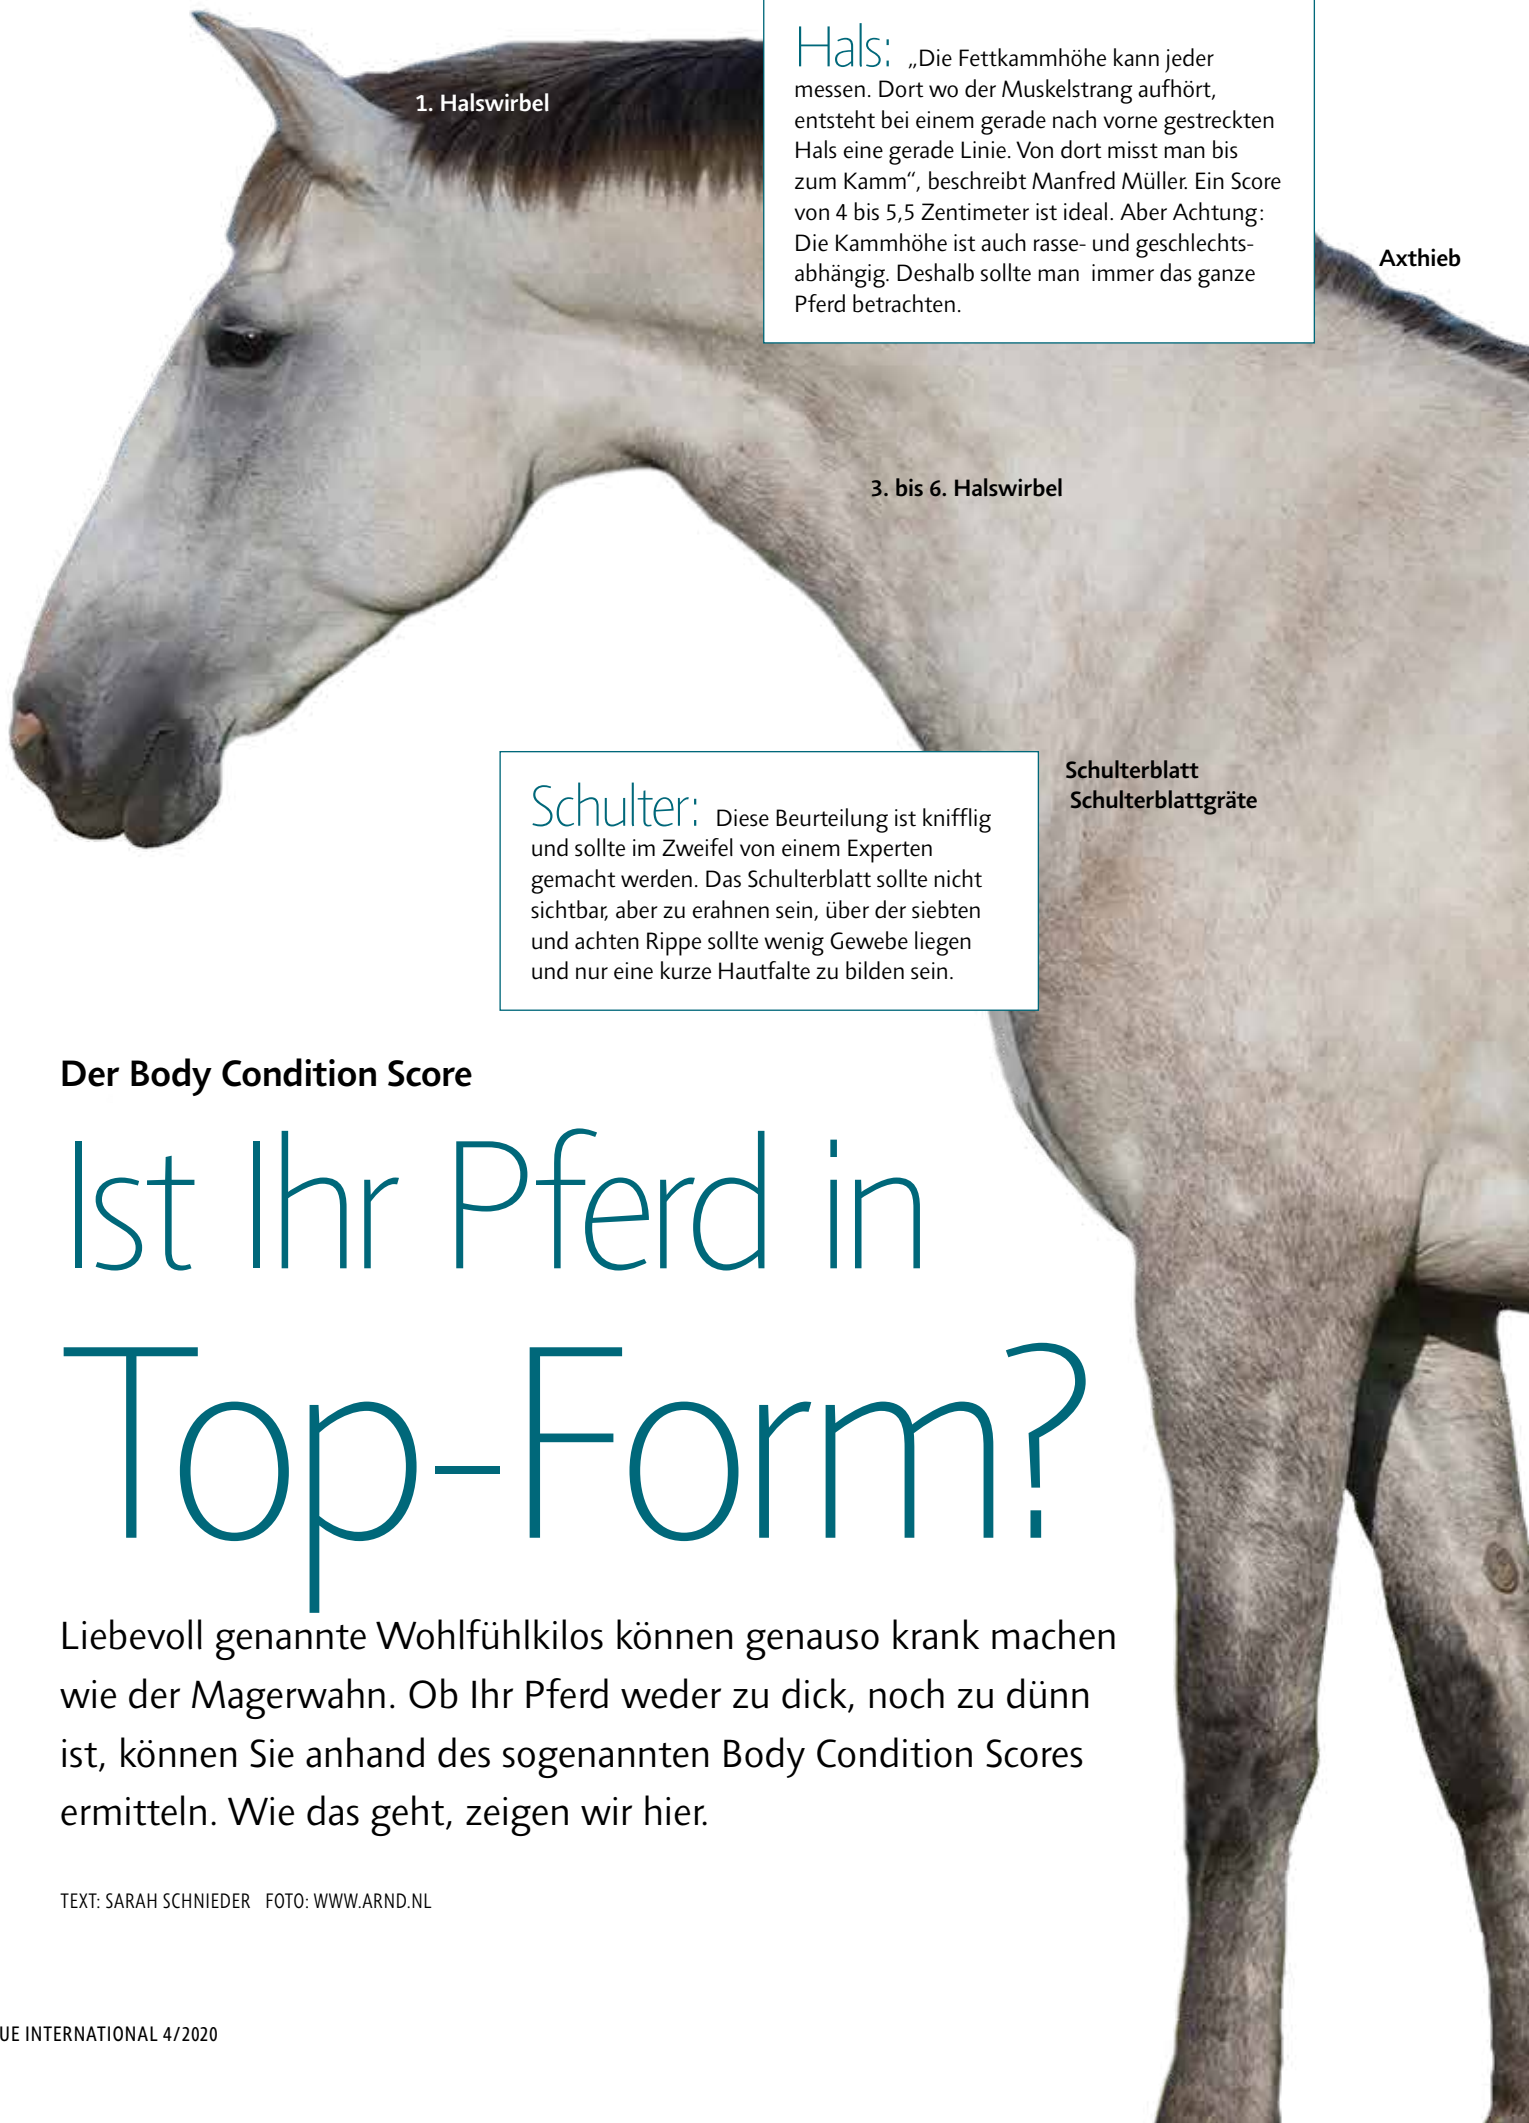 1. Halswirbel
Hals: „Die Fettkammhöhe kann jeder
messen. Dort wo der Muskelstrang aufhört,
entsteht bei einem gerade nach vorne gestreckten
Hals eine gerade Linie. Von dort misst man bis
zum Kamm“, beschreibt Manfred Müller. Ein Score
von 4 bis 5,5 Zentimeter ist ideal. Aber Achtung:
Die Kammhöhe ist auch rasse- und geschlechts-
abhängig. Deshalb sollte man immer das ganze
Pferd betrachten.
Axthieb
3. bis 6. Halswirbel
Schulterblatt
Schulterblattgräte
Schulter: Diese Beurteilung ist knifflig
und sollte im Zweifel von einem Experten
gemacht werden. Das Schulterblatt sollte nicht
sichtbar, aber zu erahnen sein, über der siebten
und achten Rippe sollte wenig Gewebe liegen
und nur eine kurze Hautfalte zu bilden sein.
Der Body Condition Score
Ist Ihr Pferd in
Top-Form?
Liebevoll genannte Wohlfühlkilos können genauso krank machen
wie der Magerwahn. Ob Ihr Pferd weder zu dick, noch zu dünn
ist, können Sie anhand des sogenannten Body Condition Scores
ermitteln. Wie das geht, zeigen wir hier.
TEXT: SARAH SCHNIEDER FOTO: WWW.ARND.NL
UE INTERNATIONAL 4/2020